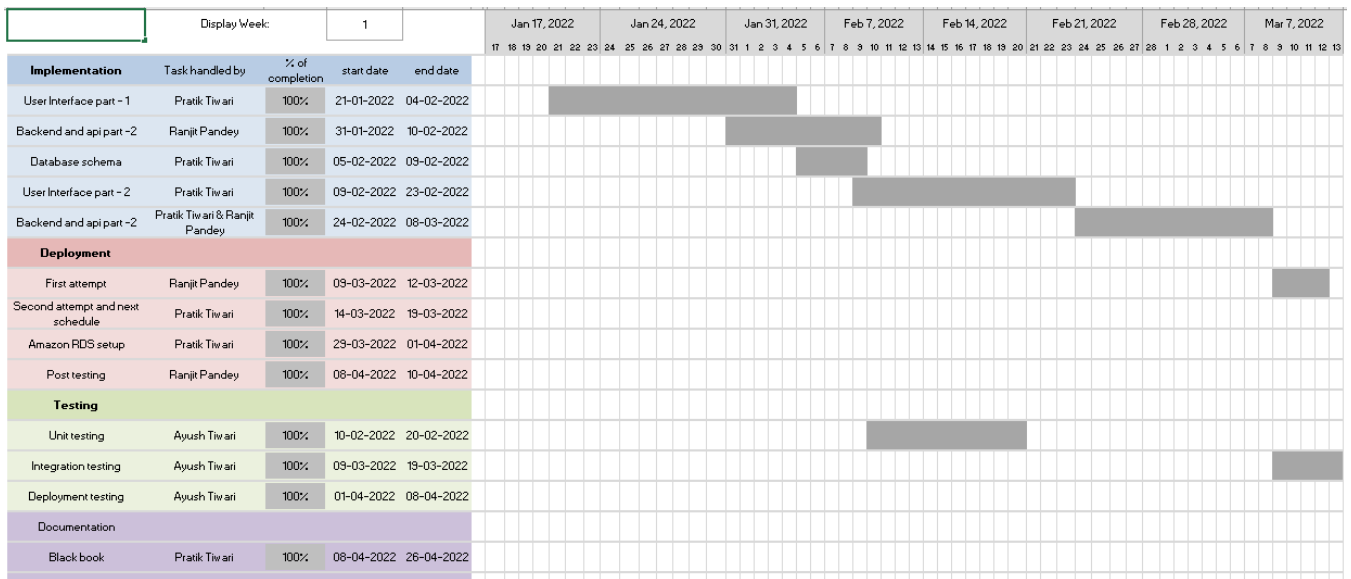 Display Week: 1
Jan 17, 2022 Jan 24, 2022 Jan 31, 2022 Feb 7, 2022 Feb 14, 2022 Feb 21, 2022 Feb 28, 2022 Mar 7, 2022
17 18 19 20 21 22 23 24 25 26 27 28 29 30 31 1 2 3 4 5 6 7 8 9 10 11 12 13 14 15 16 17 18 19 20 21 22 23 24 25 26 27 28 1 2 3 4 5 6 7 8 9 10 11 12 13
Implementation Task handled by % of completion start date end date
User Interface part - 1 Pratik Tiwari 100% 21-01-2022 04-02-2022
Backend and api part -2 Ranjit Pandey 100% 31-01-2022 10-02-2022
Database schema Pratik Tiwari 100% 05-02-2022 09-02-2022
User Interface part - 2 Pratik Tiwari 100% 09-02-2022 23-02-2022
Backend and api part -2 Pratik Tiwari & Ranjit Pandey 100% 24-02-2022 08-03-2022
Deployment
First attempt Ranjit Pandey 100% 09-03-2022 12-03-2022
Second attempt and next schedule Pratik Tiwari 100% 14-03-2022 19-03-2022
Amazon RDS setup Pratik Tiwari 100% 29-03-2022 01-04-2022
Post testing Ranjit Pandey 100% 08-04-2022 10-04-2022
Testing
Unit testing Ayush Tiwari 100% 10-02-2022 20-02-2022
Integration testing Ayush Tiwari 100% 09-03-2022 19-03-2022
Deployment testing Ayush Tiwari 100% 01-04-2022 08-04-2022
Documentation
Black book Pratik Tiwari 100% 08-04-2022 26-04-2022